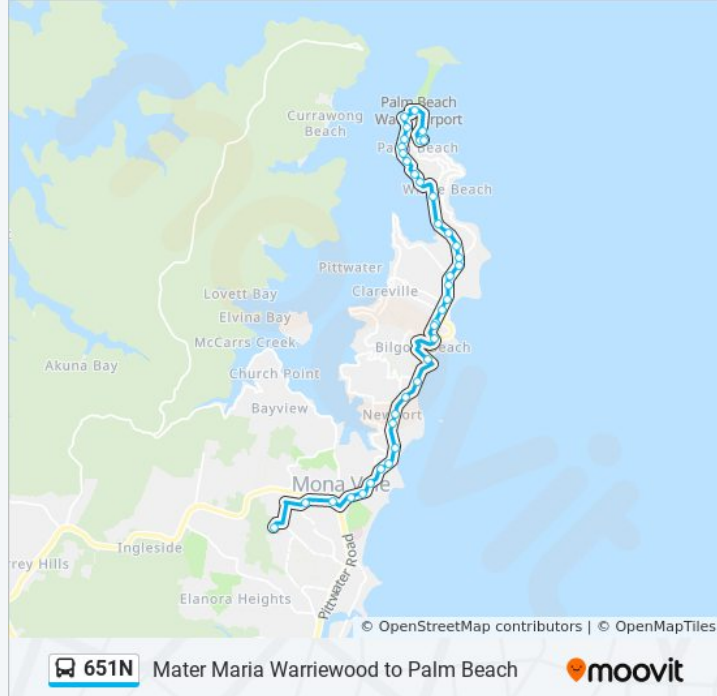 Palm Beach
Currawong
Beach
Palm Beach
Beach
Pittwater
Clareville
Lovett Bay
Elvina Bay
McCarrs Creek
Akuna Bay
Church Point
Bayview
Mona Vale
Ingleside
rrey Hills
Elanora Heights
Pittwater Road
© OpenStreetMap contributors | © OpenMapTiles
651N Mater Maria Warriewood to Palm Beach moovit